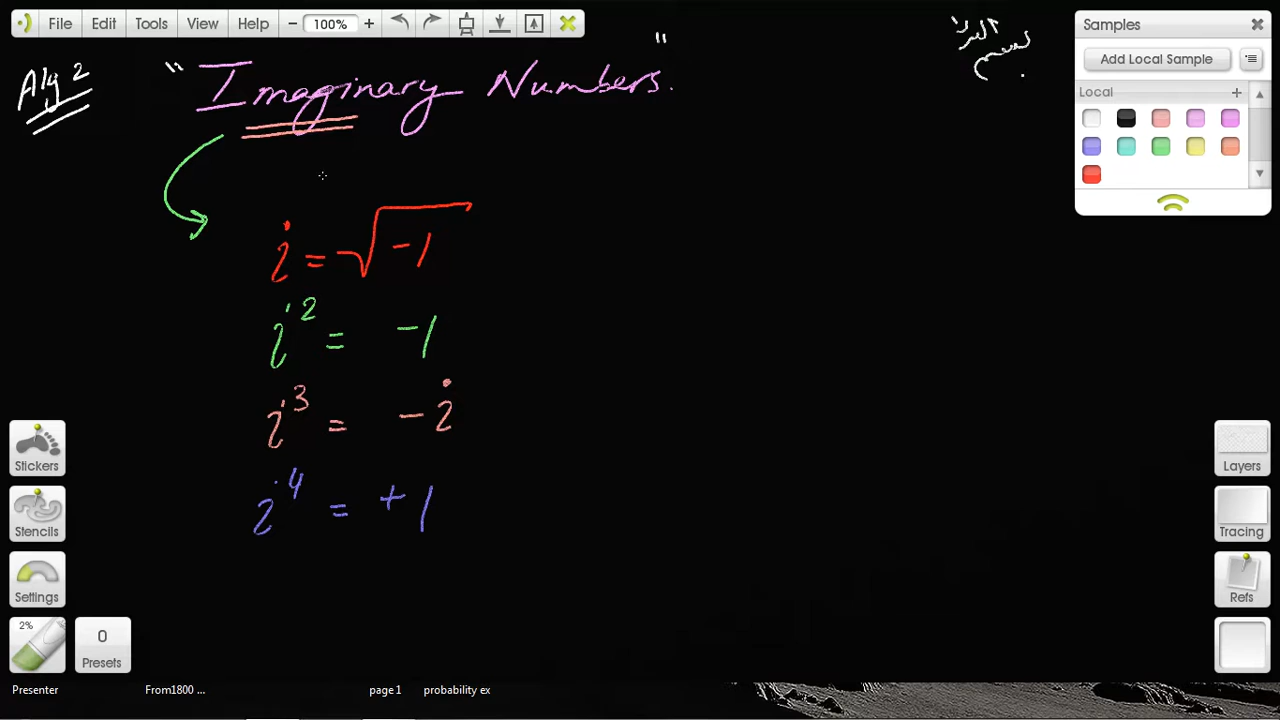 File Edit Tools View Help − 100% +
Samples
Add Local Sample
Local +
Alg 2
" Imaginary Numbers. "
i = √-1
i² = -1
i³ = -i
i⁴ = +1
Stickers
Stencils
Settings
2%
0
Presets
Layers
Tracing
Refs
Presenter From1800 ... page 1 probability ex